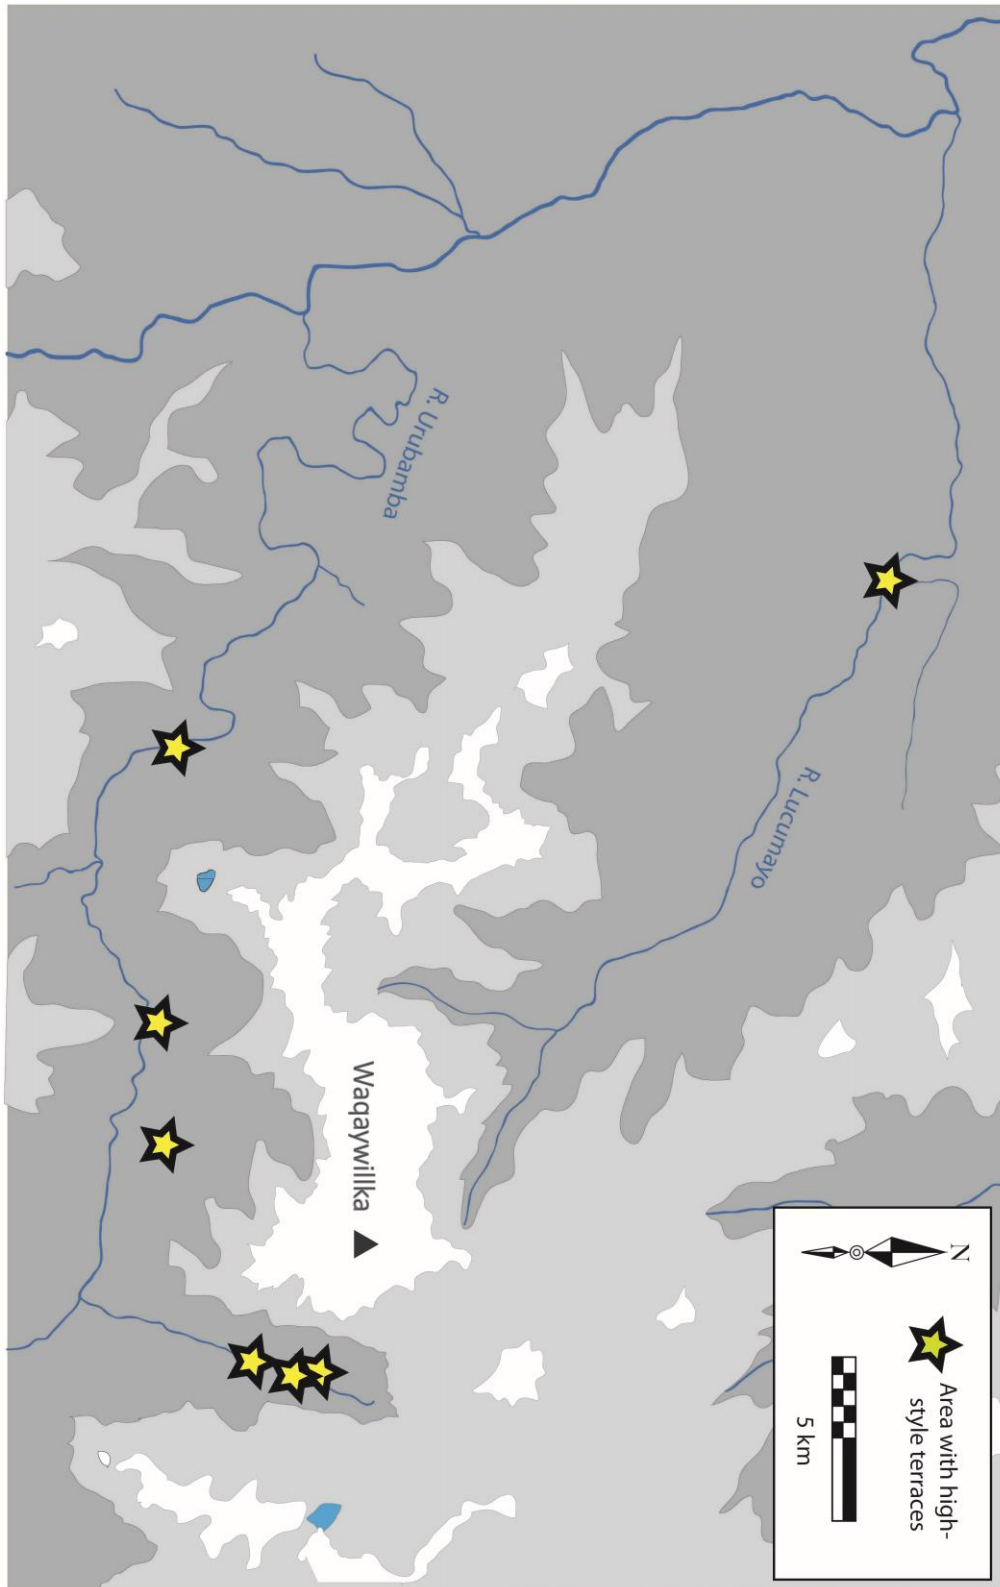 R. Urubamba
R. Lucumayo
Waqaywillka
N
Area with high-
style terraces
5 km